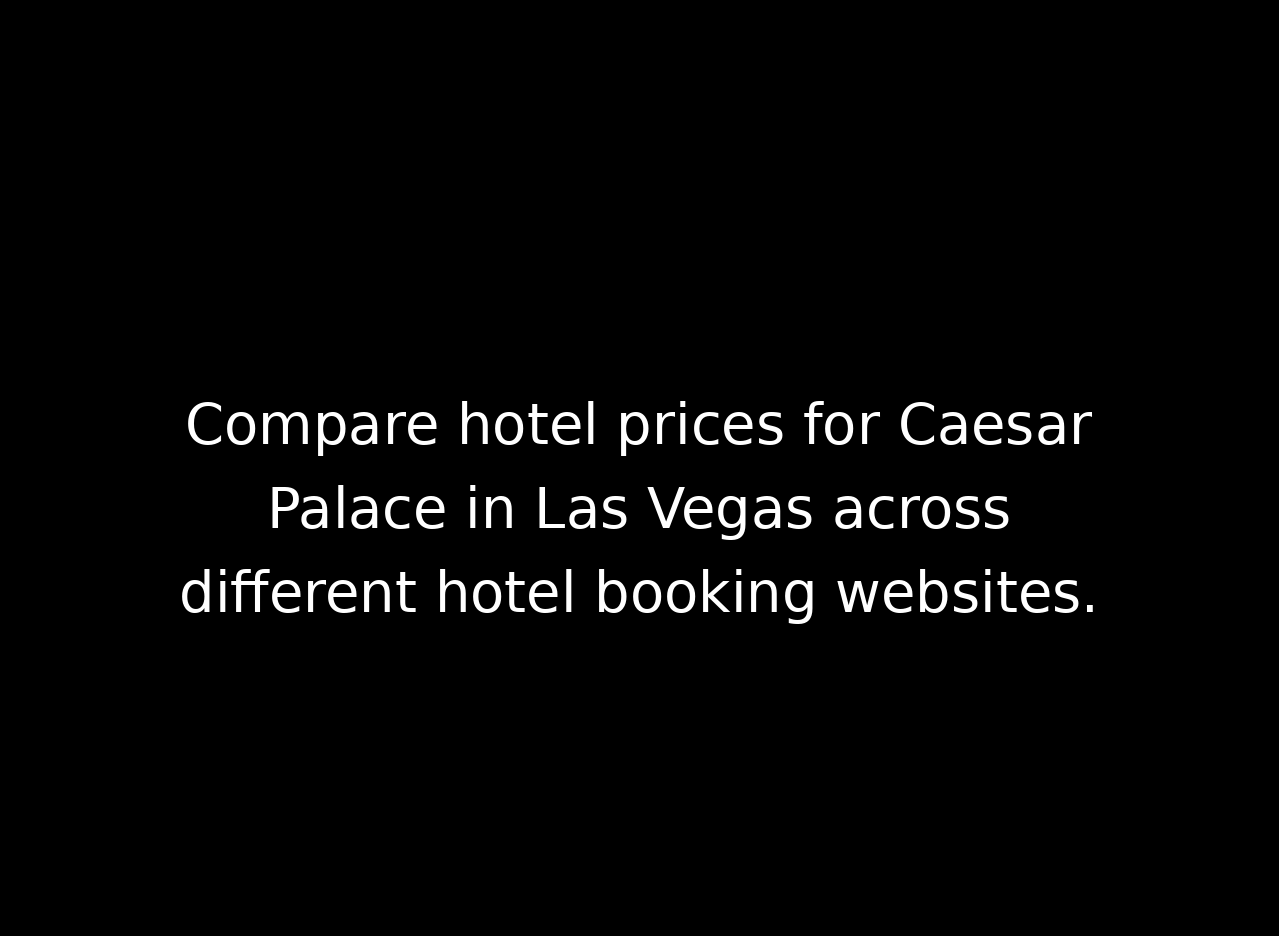 Compare hotel prices for Caesar
Palace in Las Vegas across
different hotel booking websites.